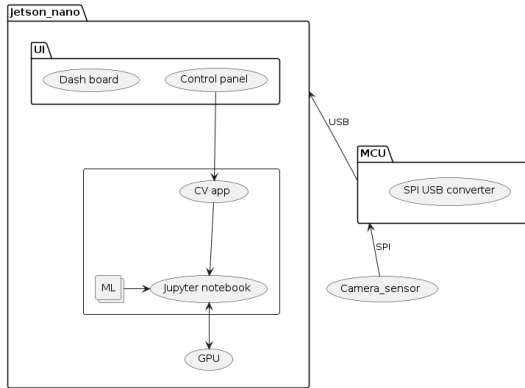 Jetson_nano
UI
Dash board
Control panel
USB
MCU
SPI USB converter
CV app
SPI
ML
Jupyter notebook
Camera_sensor
GPU